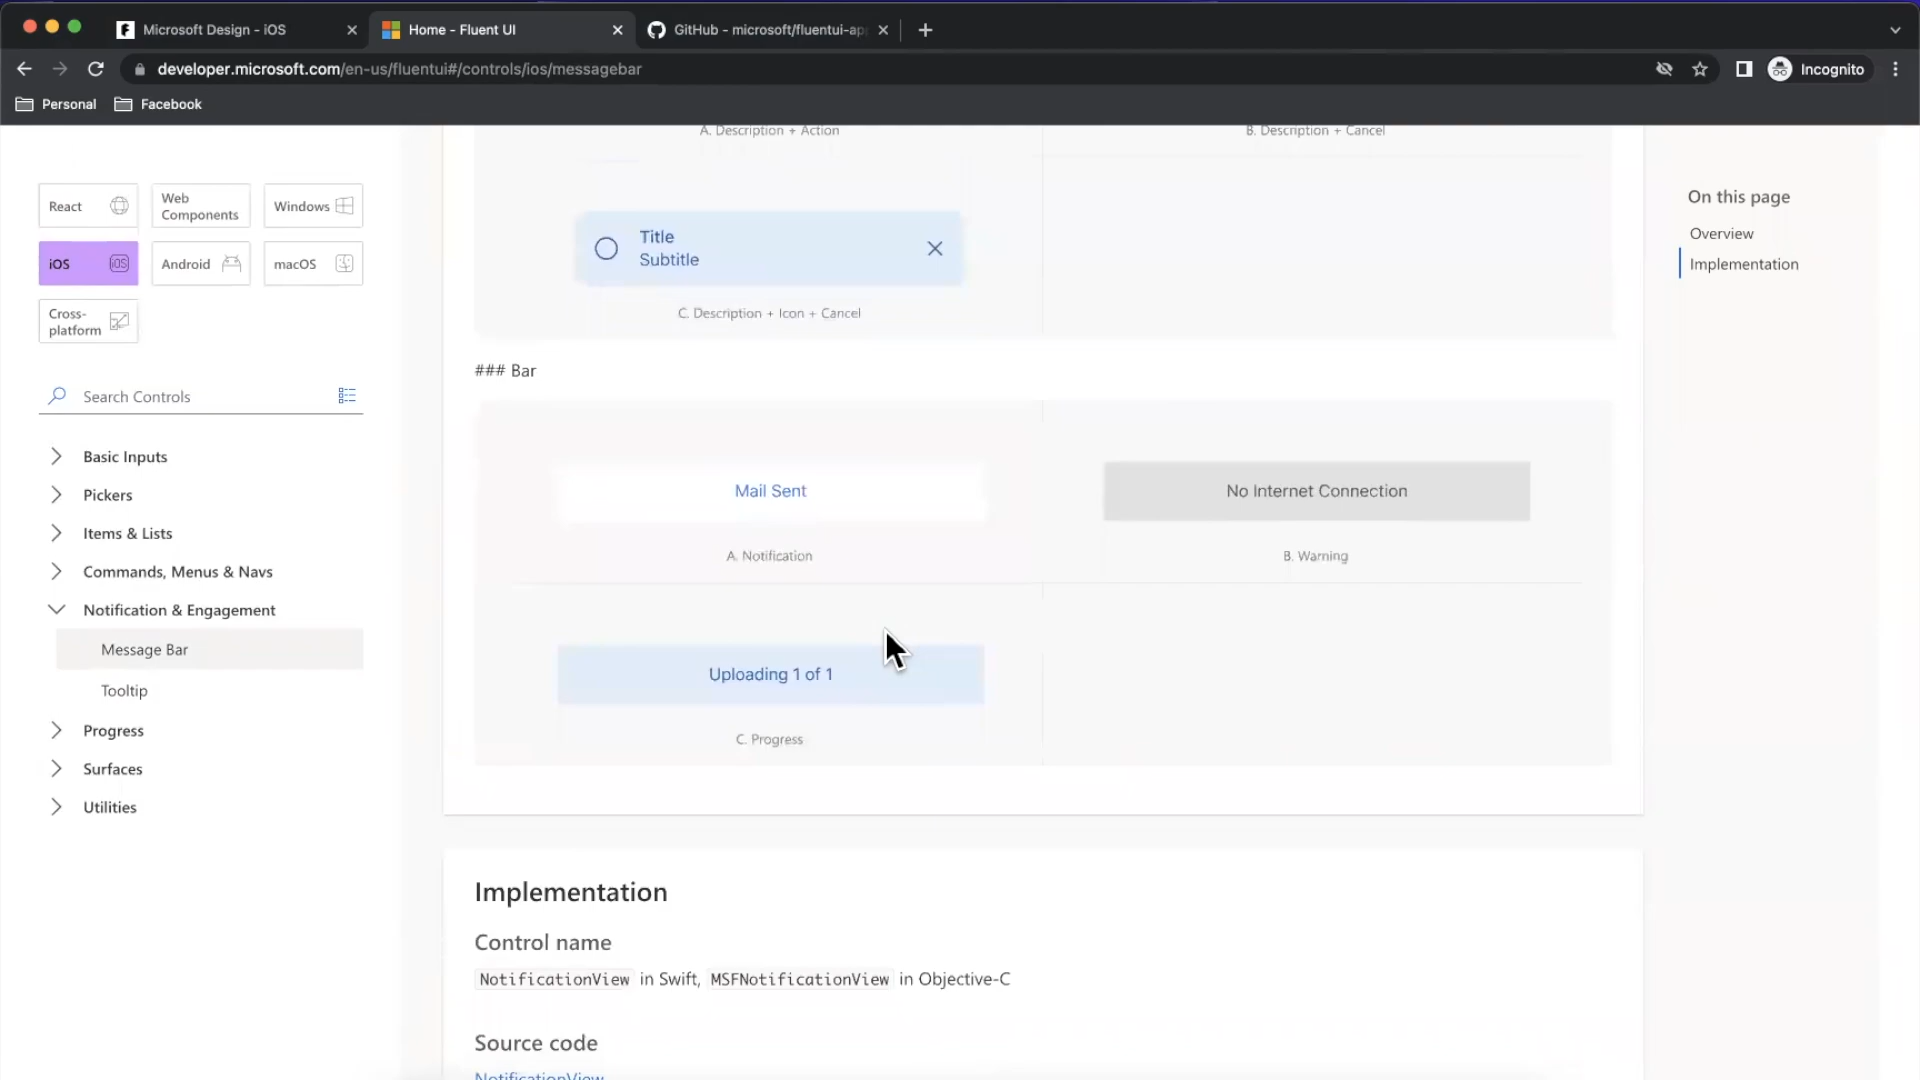 Microsoft Design - iOS
Home - Fluent UI
GitHub - microsoft/fluentui-app
developer.microsoft.com/en-us/fluentui#/controls/ios/messagebar
Incognito
Personal
Facebook
A. Description + Action
B. Description + Cancel
React
Web
Components
Windows
iOS
iOS
Android
macOS
Cross-
platform
Search Controls
Basic Inputs
Pickers
Items & Lists
Commands, Menus & Navs
Notification & Engagement
Message Bar
Tooltip
Progress
Surfaces
Utilities
Title
Subtitle
C. Description + Icon + Cancel
### Bar
Mail Sent
No Internet Connection
A. Notification
B. Warning
Uploading 1 of 1
C. Progress
Implementation
Control name
NotificationView in Swift, MSFNotificationView in Objective-C
Source code
NotificationView
On this page
Overview
Implementation